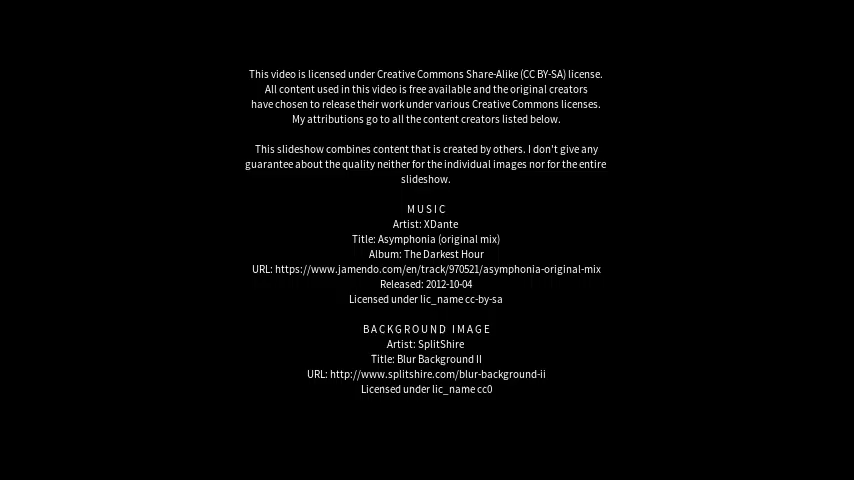 This video is licensed under Creative Commons Share-Alike (CC BY-SA) license.
All content used in this video is free available and the original creators
have chosen to release their work under various Creative Commons licenses.
My attributions go to all the content creators listed below.
This slideshow combines content that is created by others. I don't give any
guarantee about the quality neither for the individual images nor for the entire
slideshow.
MUSIC
Artist: XDante
Title: Asymphonia (original mix)
Album: The Darkest Hour
URL: https://www.jamendo.com/en/track/970521/asymphonia-original-mix
Released: 2012-10-04
Licensed under lic_name cc-by-sa
BACKGROUND IMAGE
Artist: SplitShire
Title: Blur Background II
URL: http://www.splitshire.com/blur-background-ii
Licensed under lic_name cc0